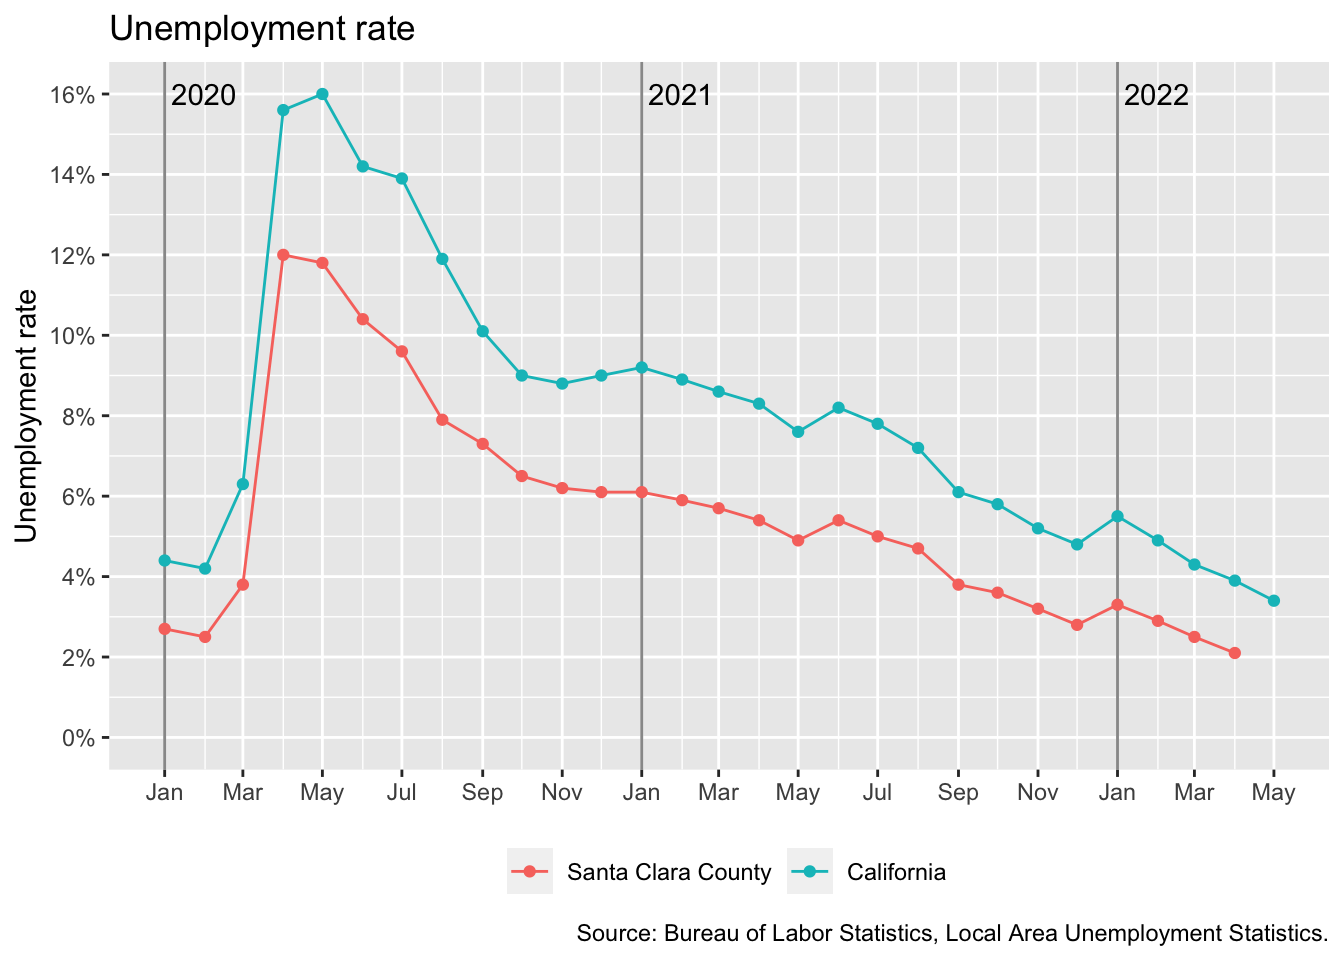 Unemployment rate
2020 2021 2022
16%
14%
12%
10%
8%
6%
4%
2%
0%
Unemployment rate
Jan Mar May Jul Sep Nov Jan Mar May Jul Sep Nov Jan Mar May
Santa Clara County California
Source: Bureau of Labor Statistics, Local Area Unemployment Statistics.